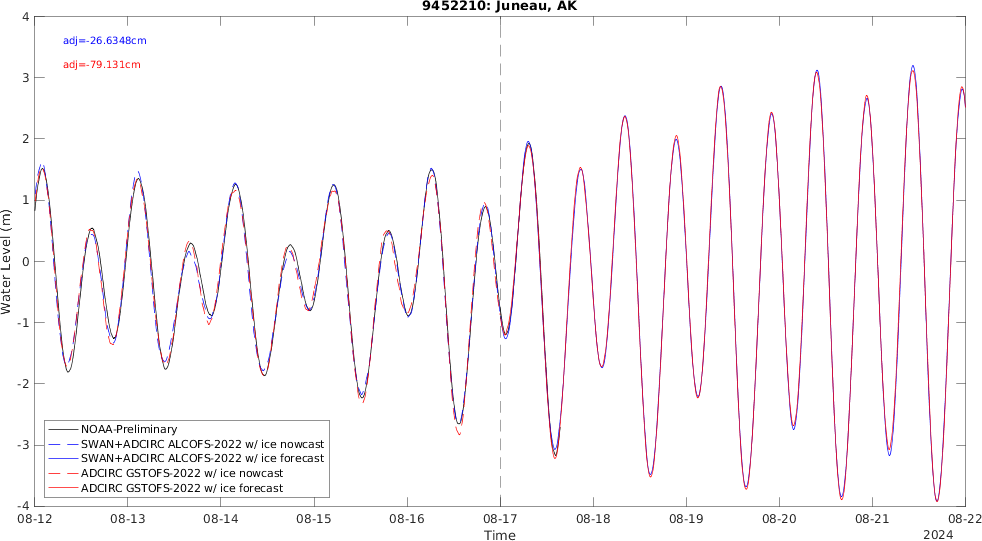 9452210: Juneau, AK
adj=-26.6348cm
adj=-79.131cm
Water Level (m)
4
3
2
1
0
-1
-2
-3
-4
NOAA-Preliminary
SWAN+ADCIRC ALCOFS-2022 w/ ice nowcast
SWAN+ADCIRC ALCOFS-2022 w/ ice forecast
ADCIRC GSTOFS-2022 w/ ice nowcast
ADCIRC GSTOFS-2022 w/ ice forecast
08-12 08-13 08-14 08-15 08-16 08-17 08-18 08-19 08-20 08-21 08-22
Time
2024